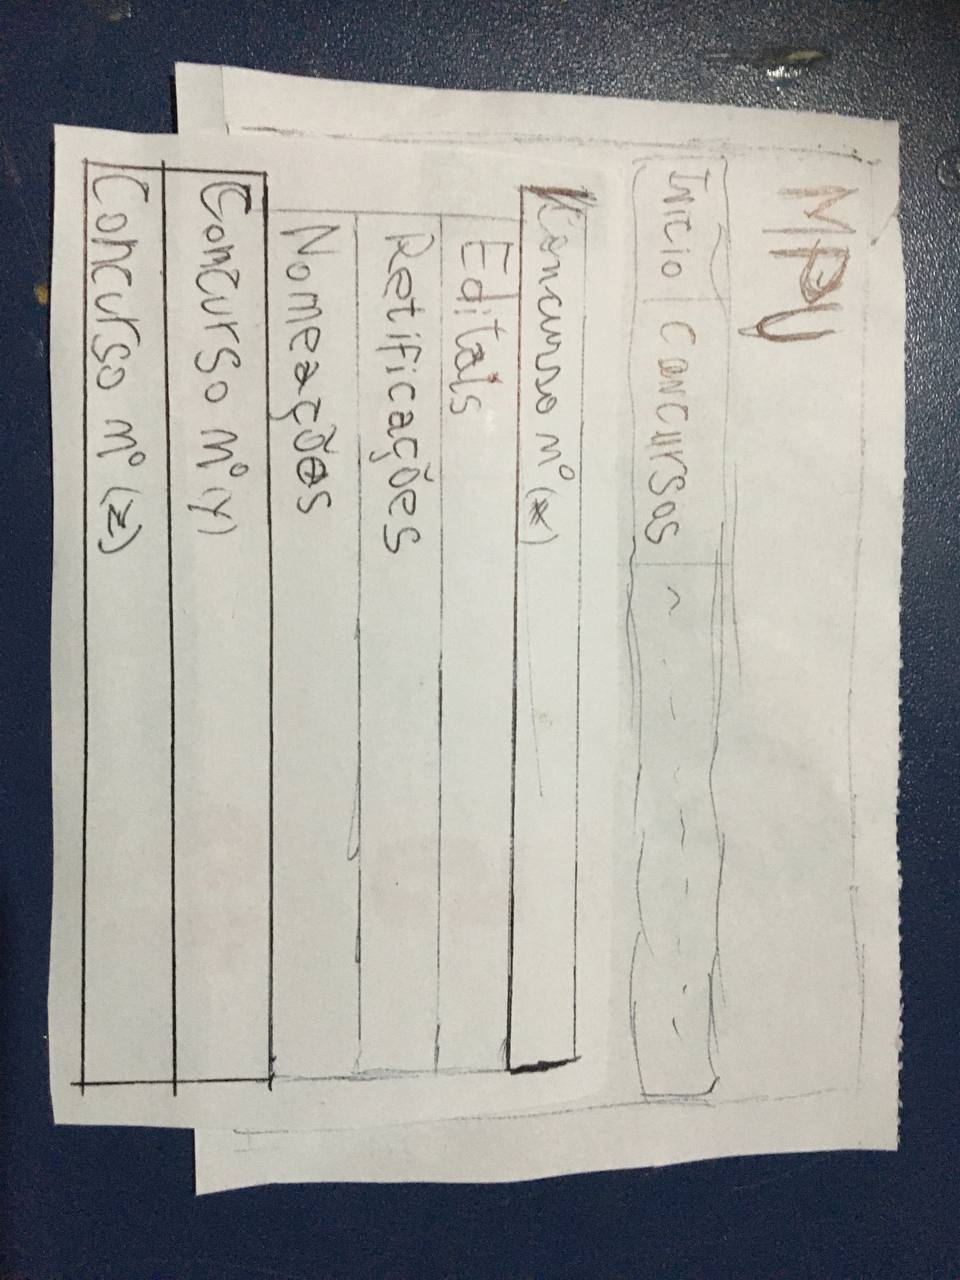 MPU
Inicio Concursos
Concurso nº (x)
Editais
Retificações
Nomeações
Concurso nº (y)
Concurso nº (z)